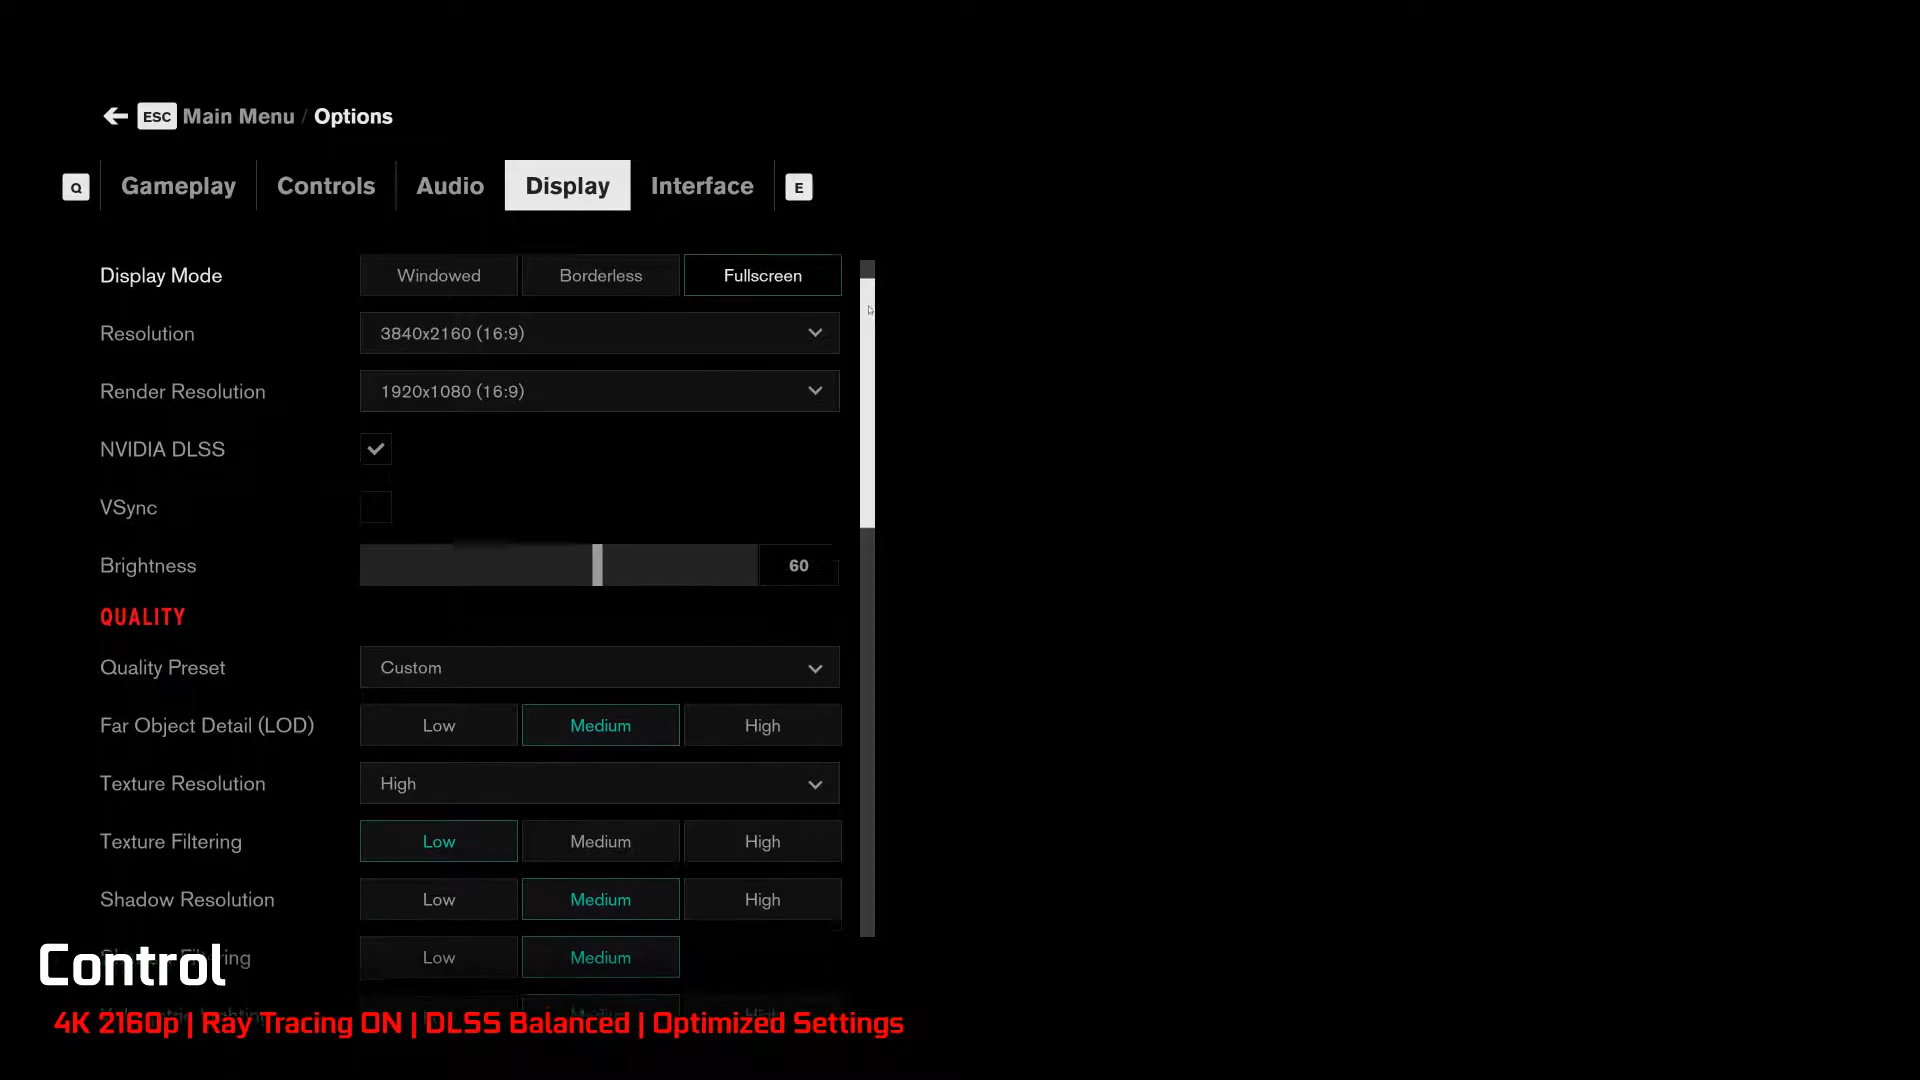 ESC Main Menu / Options
Q Gameplay Controls Audio Display Interface E
Display Mode Windowed Borderless Fullscreen
Resolution 3840x2160 (16:9)
Render Resolution 1920x1080 (16:9)
NVIDIA DLSS
VSync
Brightness 60
QUALITY
Quality Preset Custom
Far Object Detail (LOD) Low Medium High
Texture Resolution High
Texture Filtering Low Medium High
Shadow Resolution Low Medium High
Low Medium
Control
4K 2160p | Ray Tracing ON | DLSS Balanced | Optimized Settings